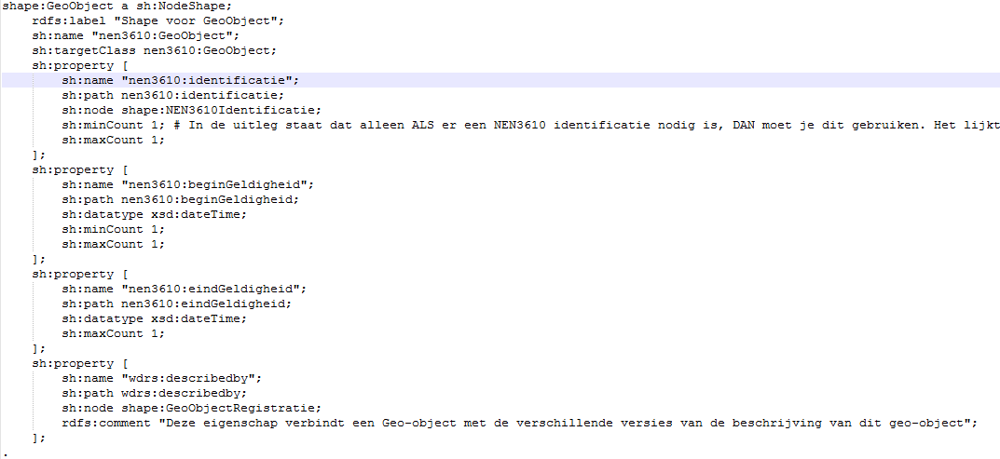 shape:GeoObject a sh:NodeShape;
    rdfs:label "Shape voor GeoObject";
    sh:name "nen3610:GeoObject";
    sh:targetClass nen3610:GeoObject;
    sh:property [
        sh:name "nen3610:identificatie";
        sh:path nen3610:identificatie;
        sh:node shape:NEN3610Identificatie;
        sh:minCount 1; # In de uitleg staat dat alleen ALS er een NEN3610 identificatie nodig is, DAN moet je dit gebruiken. Het lijkt
        sh:maxCount 1;
    ];
    sh:property [
        sh:name "nen3610:beginGeldigheid";
        sh:path nen3610:beginGeldigheid;
        sh:datatype xsd:dateTime;
        sh:minCount 1;
        sh:maxCount 1;
    ];
    sh:property [
        sh:name "nen3610:eindGeldigheid";
        sh:path nen3610:eindGeldigheid;
        sh:datatype xsd:dateTime;
        sh:maxCount 1;
    ];
    sh:property [
        sh:name "wdrs:describedby";
        sh:path wdrs:describedby;
        sh:node shape:GeoObjectRegistratie;
        rdfs:comment "Deze eigenschap verbindt een Geo-object met de verschillende versies van de beschrijving van dit geo-object";
    ];
.